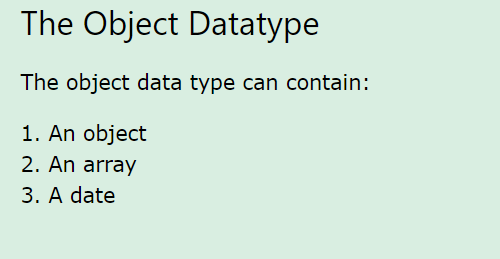 The Object Datatype
The object data type can contain:
1. An object
2. An array
3. A date